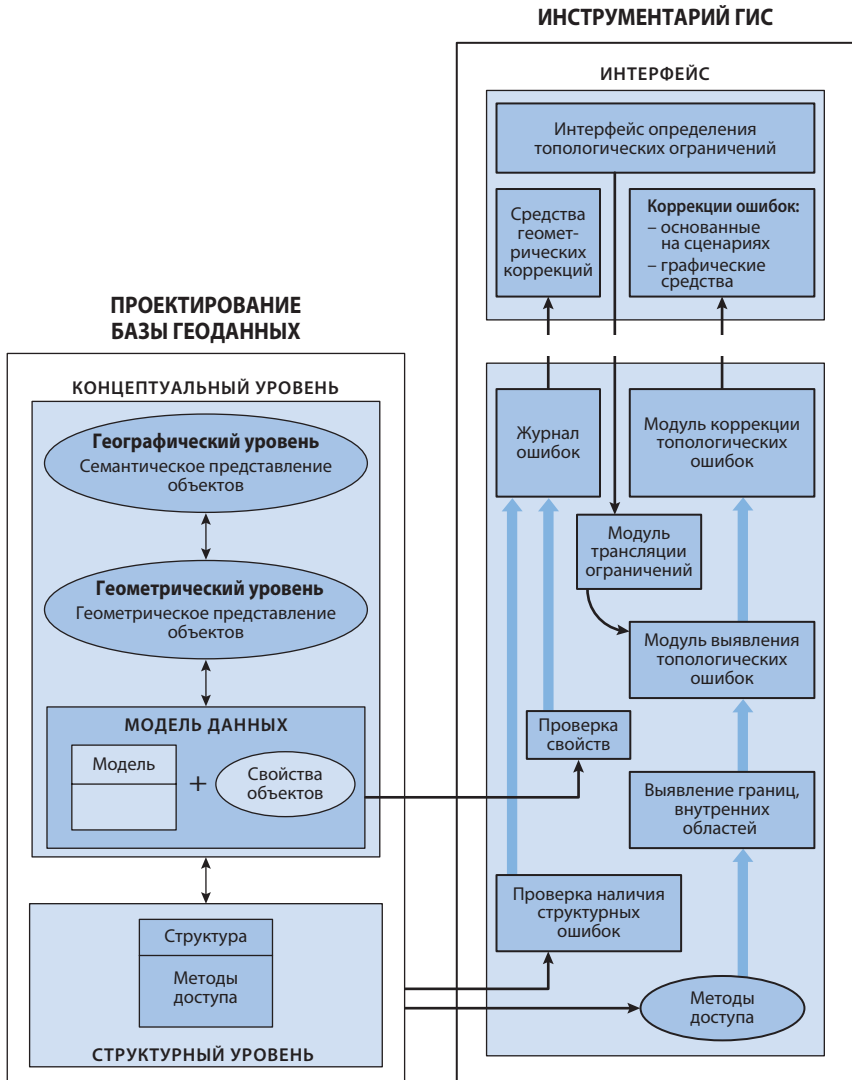 ИНСТРУМЕНТАРИЙ ГИС
ИНТЕРФЕЙС
Интерфейс определения
топологических ограничений
Средства
геомет-
рических
коррекций
Коррекции ошибок:
– основанные
на сценариях
– графические
средства
ПРОЕКТИРОВАНИЕ
БАЗЫ ГЕОДАННЫХ
КОНЦЕПТУАЛЬНЫЙ УРОВЕНЬ
Географический уровень
Семантическое представление
объектов
Геометрический уровень
Геометрическое представление
объектов
МОДЕЛЬ ДАННЫХ
Модель
+
Свойства
объектов
Структура
Методы
доступа
СТРУКТУРНЫЙ УРОВЕНЬ
Журнал
ошибок
Модуль коррекции
топологических
ошибок
Модуль
трансляции
ограничений
Модуль выявления
топологических
ошибок
Проверка
свойств
Выявление границ,
внутренних
областей
Проверка наличия
структурных
ошибок
Методы
доступа